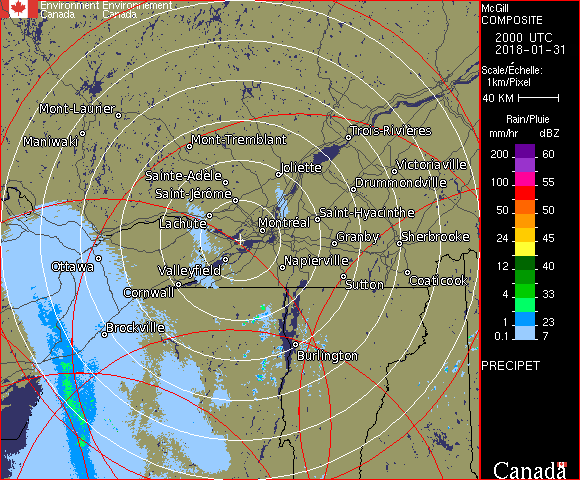 Environment Environnement
Canada Canada
McGill
COMPOSITE
2000 UTC
2018-01-31
Scale/Échelle:
1km/Pixel
40 KM
Rain/Pluie
mm/hr dBZ
200 60
100 55
50 50
24 45
12 40
4 33
1 23
0.1 7
PRECIPET
Canada
Mont-Laurier
Maniwaki
Mont-Tremblant
Trois-Rivières
Sainte-Adèle
Joliette
Victoriaville
Saint-Jérôme
Drummondville
Lachute
Montréal
Saint-Hyacinthe
Granby
Sherbrooke
Ottawa
Valleyfield
Napierville
Cornwall
Sutton
Coaticook
Brockville
Burlington